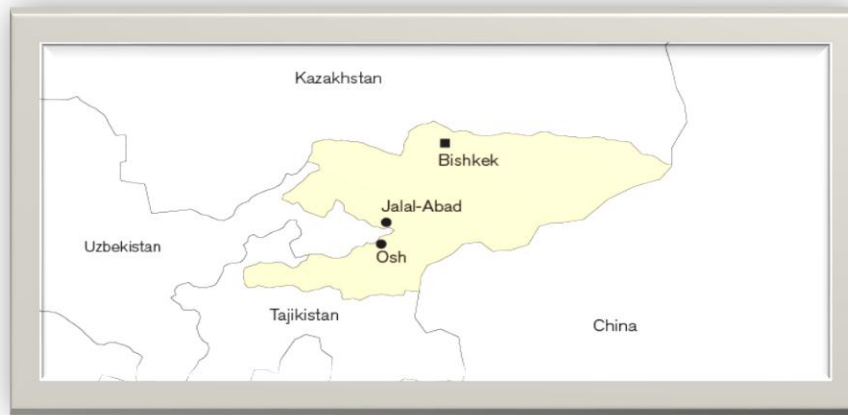 Kazakhstan
Bishkek
Jalal-Abad
Uzbekistan
Osh
Tajikistan
China